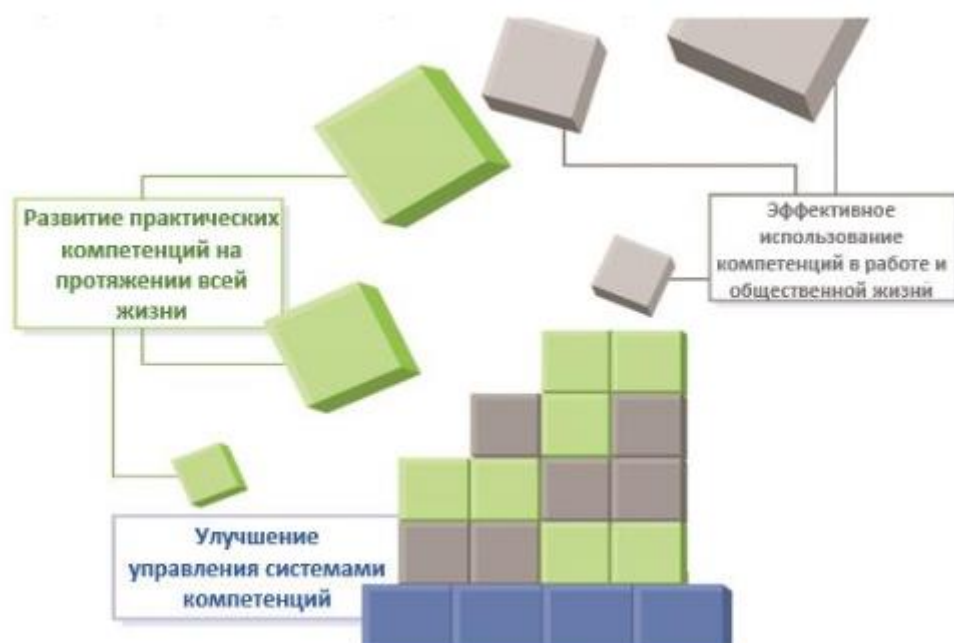 Развитие практических
компетенций на
протяжении всей
жизни
Эффективное
использование
компетенций в работе и
общественной жизни
Улучшение
управления системами
компетенций